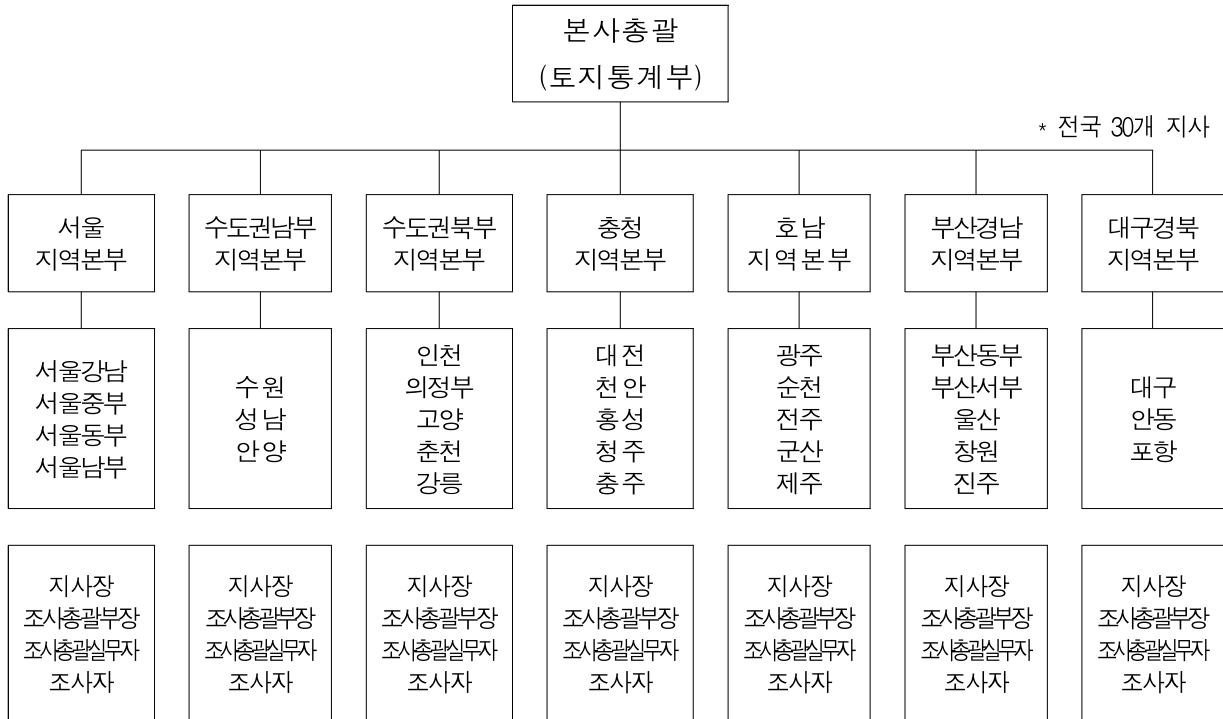 본사총괄
(토지통계부)
* 전국 30개 지사
서울
지역본부
수도권남부
지역본부
수도권북부
지역본부
충청
지역본부
호남
지역본부
부산경남
지역본부
대구경북
지역본부
서울강남
서울중부
서울동부
서울남부
수원
성남
안양
인천
의정부
고양
춘천
강릉
대전
천안
홍성
청주
충주
광주
순천
전주
군산
제주
부산동부
부산서부
울산
창원
진주
대구
안동
포항
지사장
조사총괄부장
조사총괄실무자
조사자
지사장
조사총괄부장
조사총괄실무자
조사자
지사장
조사총괄부장
조사총괄실무자
조사자
지사장
조사총괄부장
조사총괄실무자
조사자
지사장
조사총괄부장
조사총괄실무자
조사자
지사장
조사총괄부장
조사총괄실무자
조사자
지사장
조사총괄부장
조사총괄실무자
조사자